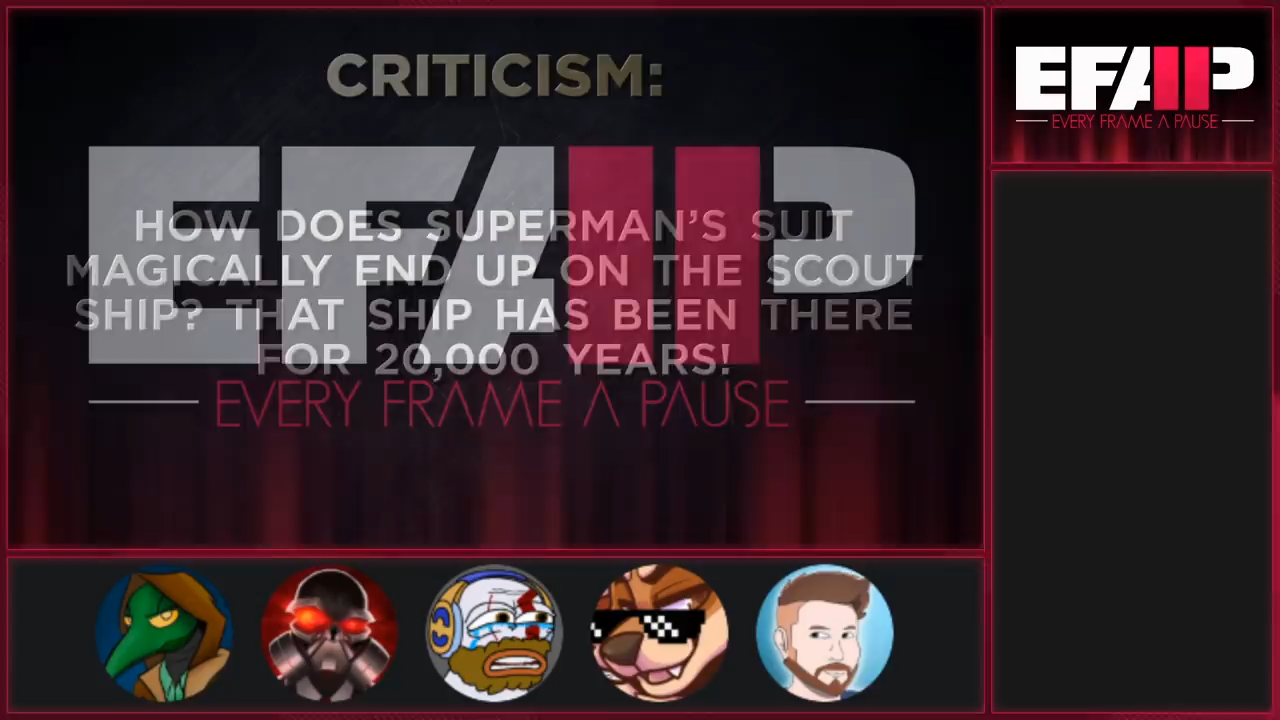 CRITICISM:
EFAP
HOW DOES SUPERMAN'S SUIT
MAGICALLY END UP ON THE SCOUT
SHIP? THAT SHIP HAS BEEN THERE
FOR 20,000 YEARS!
EVERY FRAME A PAUSE
EFAP
EVERY FRAME A PAUSE